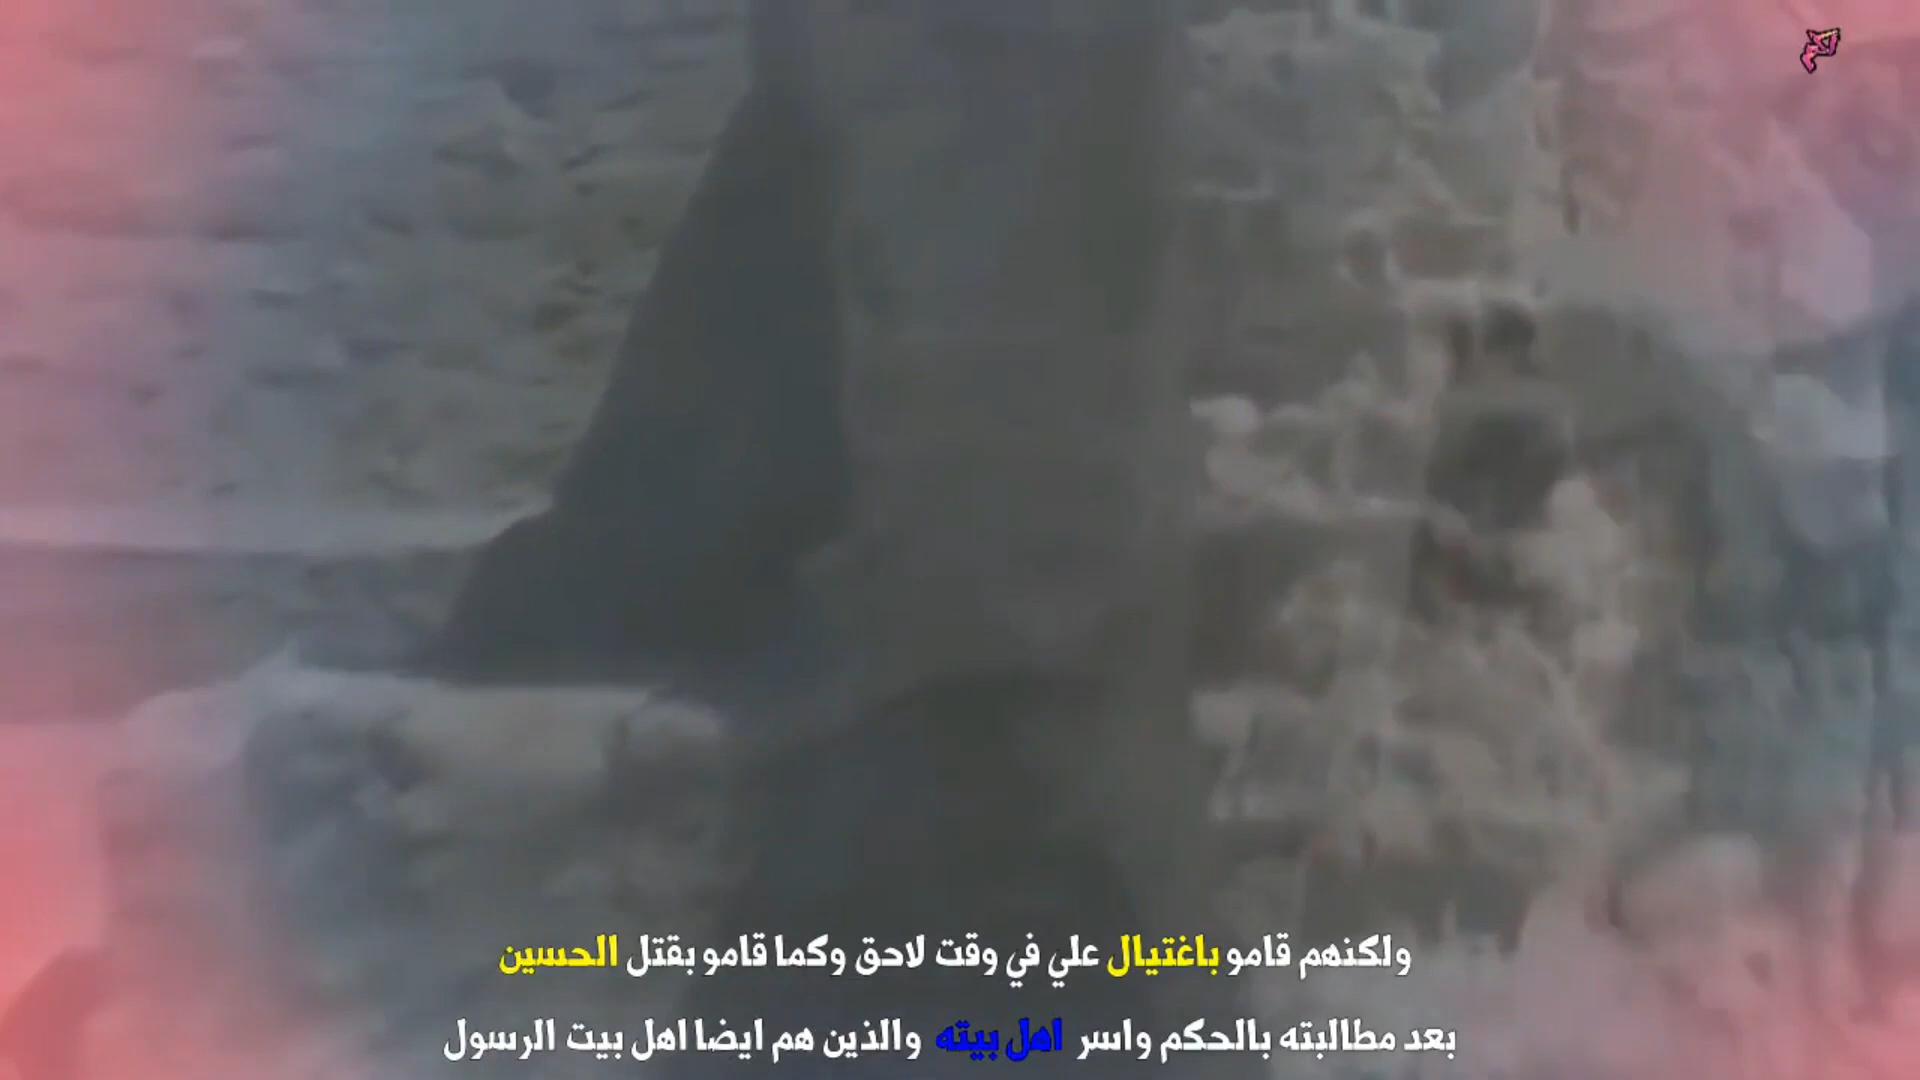 ولكنهم قامو باغتيال علي في وقت لاحق وكما قامو بقتل الحسين
بعد مطالبته بالحكم واسر اهل بيته والذين هم ايضا اهل بيت الرسول